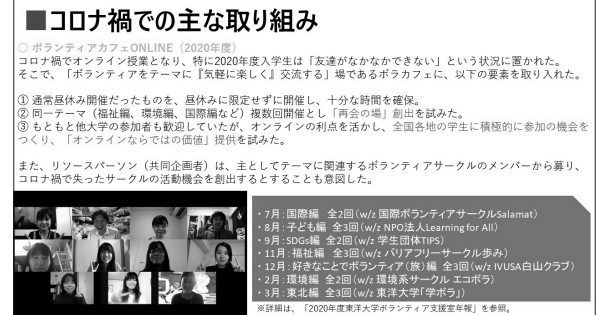 ■コロナ禍での主な取り組み
○ ボランティアカフェONLINE（2020年度）
コロナ禍でオンライン授業となり、特に2020年度入学生は「友達がなかなかできない」という状況に置かれた。
そこで、「ボランティアをテーマに『気軽に楽しく』交流する」場であるボラカフェに、以下の要素を取り入れた。
① 通常昼休み開催だったものを、昼休みに限定せずに開催し、十分な時間を確保。
② 同一テーマ（福祉編、環境編、国際編など）複数回開催とし「再会の場」創出を試みた。
③ もともと他大学の参加者も歓迎していたが、オンラインの利点を活かし、全国各地の学生に積極的に参加の機会を
つくり、「オンラインならではの価値」提供を試みた。
また、リソースパーソン（共同企画者）は、主としてテーマに関連するボランティアサークルのメンバーから募り、
コロナ禍で失ったサークルの活動機会を創出するとすることも意図した。
・7月：国際編　全2回（w/z 国際ボランティアサークルSalamat）
・8月：子ども編　全3回（w/z NPO法人Learning for All）
・9月：SDGs編　全2回（w/z 学生団体TIPS）
・11月：福祉編　全3回（w/z バリアフリーサークル歩み）
・12月：好きなことでボランティア（旅）編　全3回（w/z IVUSA白山クラブ）
・2月：環境編　全2回（w/z 環境系サークル エコボラ）
・3月：東北編　全3回（w/z 東洋大学「学ボラ」）
※詳細は、「2020年度東洋大学ボランティア支援室年報」を参照。